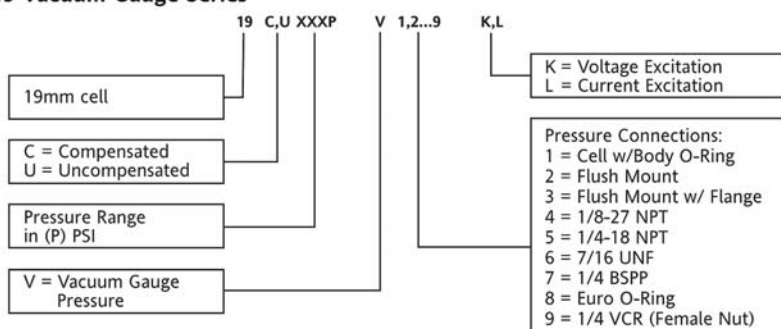 Vacuum Gauge Series
19 C,U XXXP V 1,2...9 K,L
19mm cell
C = Compensated
U = Uncompensated
Pressure Range
in (P) PSI
V = Vacuum Gauge
Pressure
K = Voltage Excitation
L = Current Excitation
Pressure Connections:
1 = Cell w/Body O-Ring
2 = Flush Mount
3 = Flush Mount w/ Flange
4 = 1/8-27 NPT
5 = 1/4-18 NPT
6 = 7/16 UNF
7 = 1/4 BSPP
8 = Euro O-Ring
9 = 1/4 VCR (Female Nut)